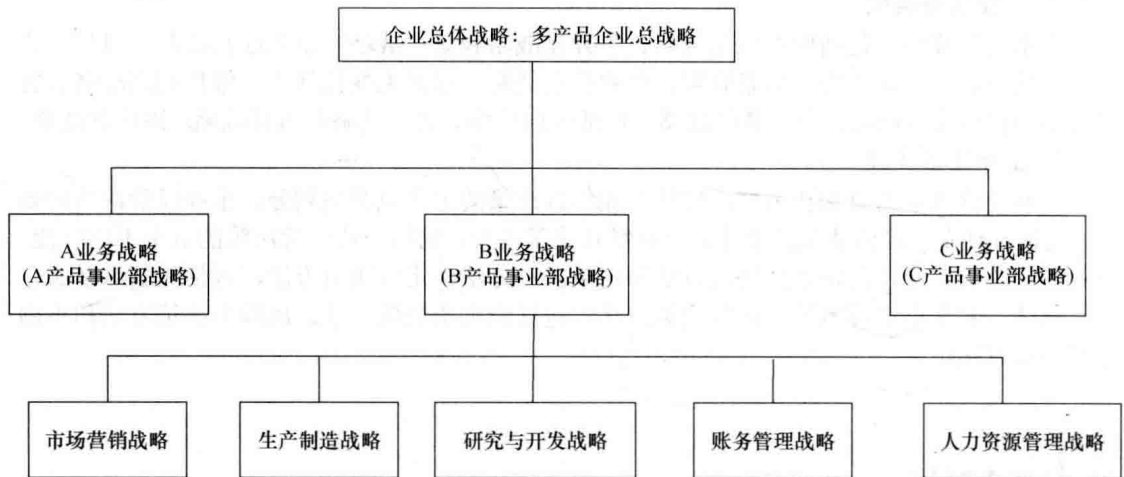 企业总体战略：多产品企业总战略
A业务战略
(A产品事业部战略)
B业务战略
(B产品事业部战略)
C业务战略
(C产品事业部战略)
市场营销战略
生产制造战略
研究与开发战略
账务管理战略
人力资源管理战略